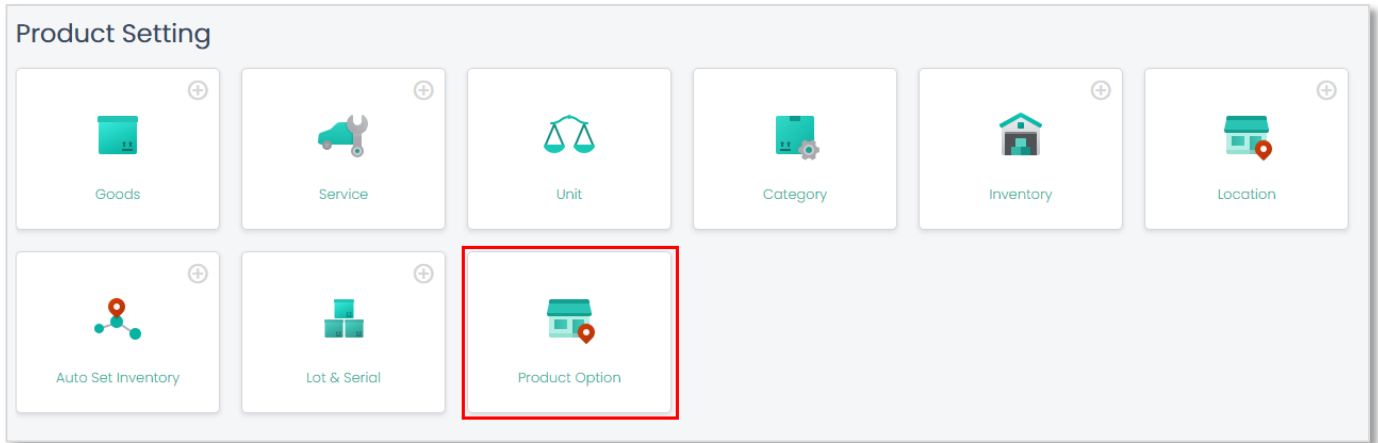 Product Setting
Goods
Service
Unit
Category
Inventory
Location
Auto Set Inventory
Lot & Serial
Product Option